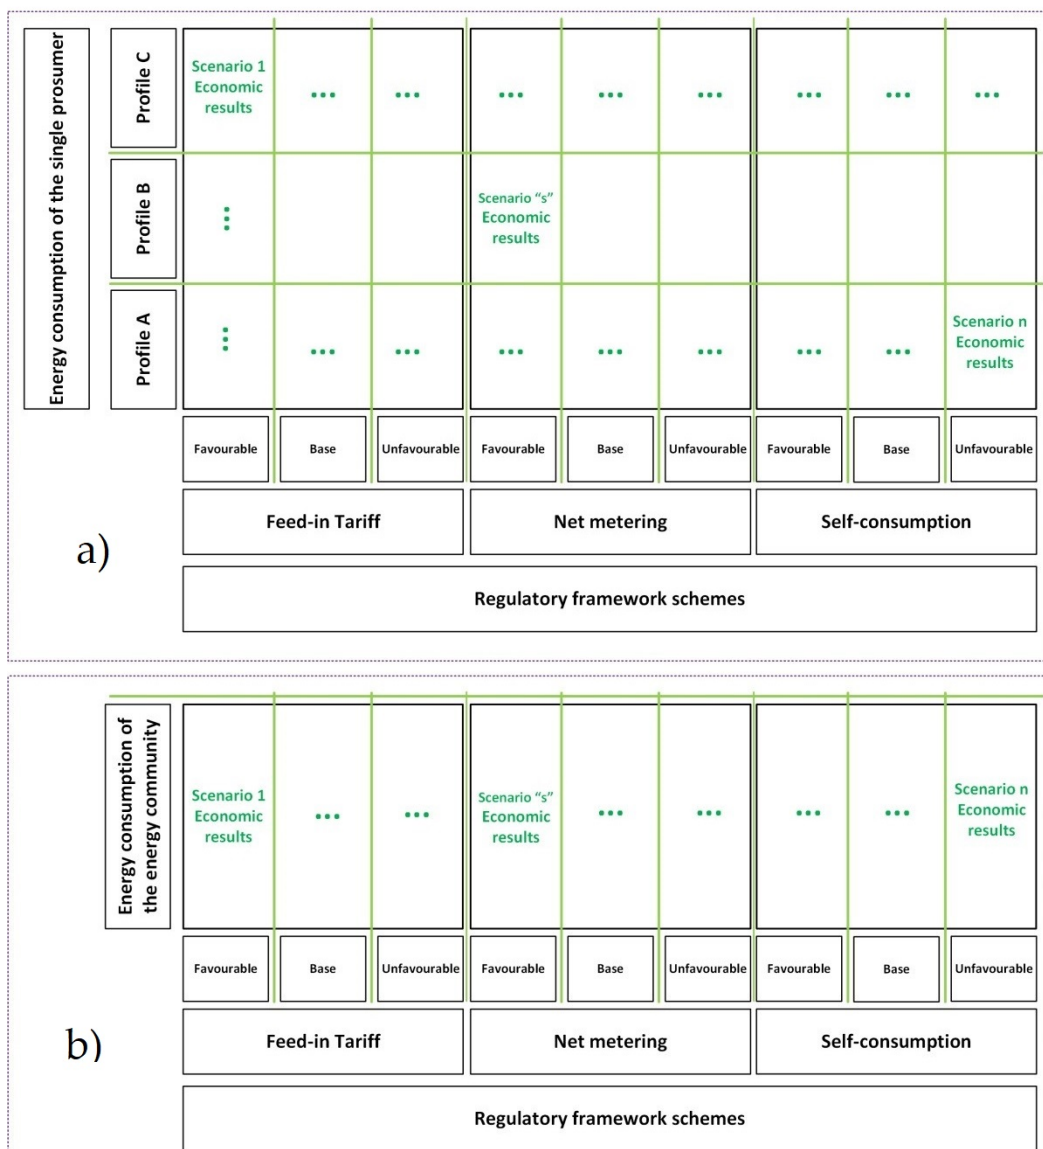 Energy consumption of the single prosumer
Profile C
Scenario 1
Economic
results
... ... ... ... ... ... ... ...
Profile B
...
Scenario "s"
Economic
results
Profile A
...
... ... ... ... ... ... ...
Scenario n
Economic
results
Favourable Base Unfavourable Favourable Base Unfavourable Favourable Base Unfavourable
Feed-in Tariff Net metering Self-consumption
a)
Regulatory framework schemes
Energy consumption of
the energy community
Scenario 1
Economic
results
... ...
Scenario "s"
Economic
results
... ... ... ...
Scenario n
Economic
results
Favourable Base Unfavourable Favourable Base Unfavourable Favourable Base Unfavourable
Feed-in Tariff Net metering Self-consumption
b)
Regulatory framework schemes